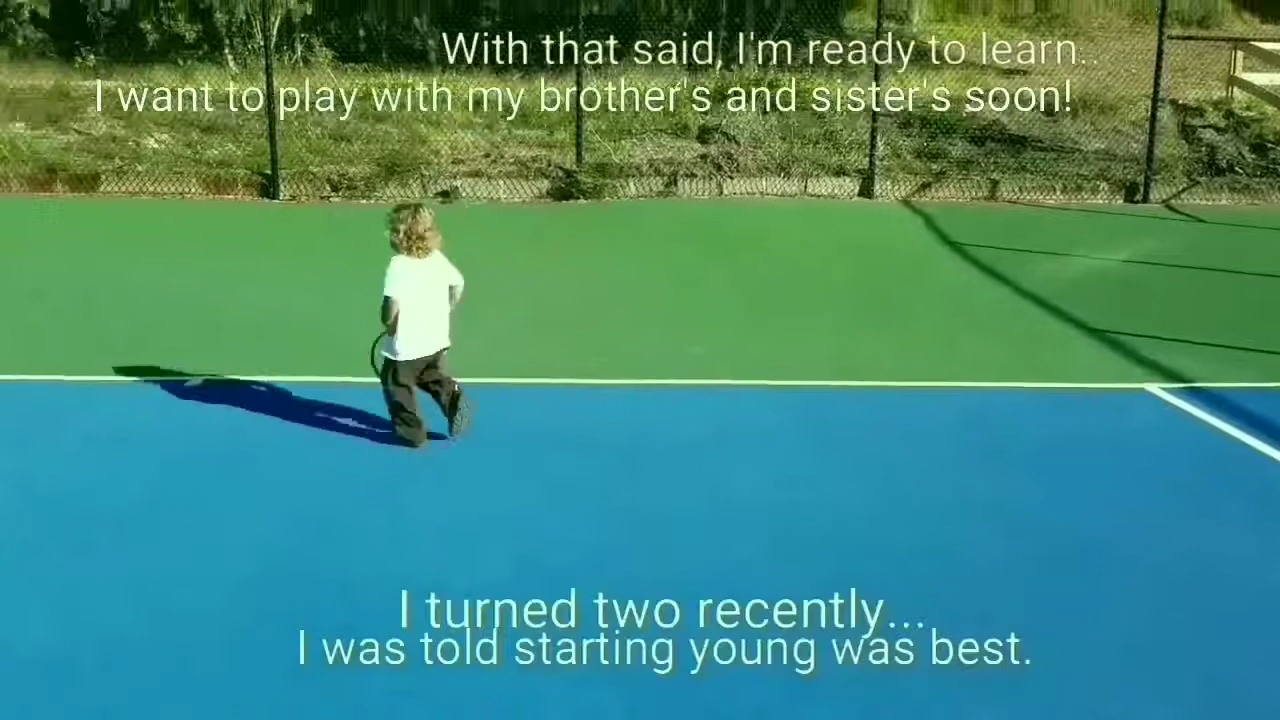 With that said, I'm ready to learn..
I want to play with my brother's and sister's soon!
I turned two recently...
I was told starting young was best.